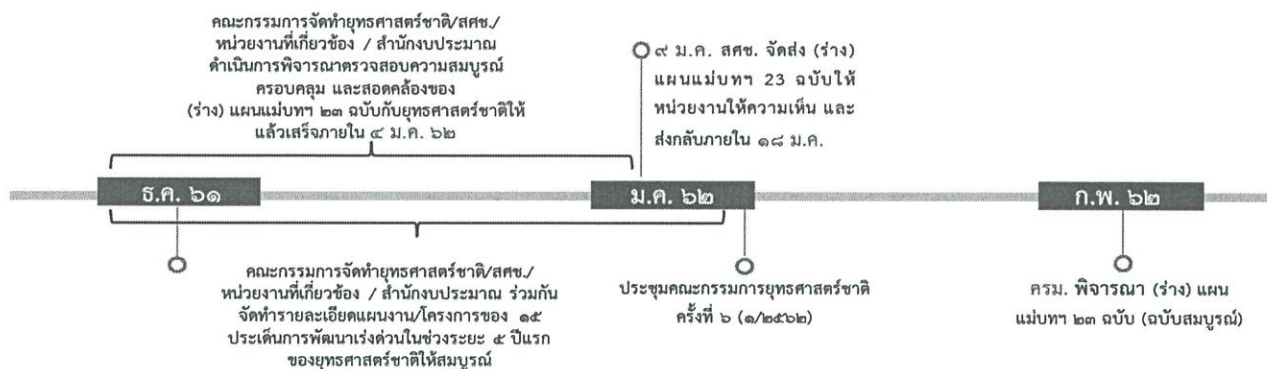 คณะกรรมการจัดทำยุทธศาสตร์ชาติ/สศช./
หน่วยงานที่เกี่ยวข้อง / สำนักงบประมาณ
ดำเนินการพิจารณาตรวจสอบความสมบูรณ์
ครอบคลุม และสอดคล้องของ
(ร่าง) แผนแม่บทฯ ๒๓ ฉบับกับยุทธศาสตร์ชาติให้
แล้วเสร็จภายใน ๔ ม.ค. ๖๒
๙ ม.ค. สศช. จัดส่ง (ร่าง)
แผนแม่บทฯ 23 ฉบับให้
หน่วยงานให้ความเห็น และ
ส่งกลับภายใน ๑๘ ม.ค.
ธ.ค. ๖๑
ม.ค. ๖๒
ก.พ. ๖๒
คณะกรรมการจัดทำยุทธศาสตร์ชาติ/สศช./
หน่วยงานที่เกี่ยวข้อง / สำนักงบประมาณ ร่วมกัน
จัดทำรายละเอียดแผนงาน/โครงการของ ๑๕
ประเด็นการพัฒนาเร่งด่วนในช่วงระยะ ๕ ปีแรก
ของยุทธศาสตร์ชาติให้สมบูรณ์
ประชุมคณะกรรมการยุทธศาสตร์ชาติ
ครั้งที่ ๖ (๑/๒๕๖๒)
ครม. พิจารณา (ร่าง) แผน
แม่บทฯ ๒๓ ฉบับ (ฉบับสมบูรณ์)